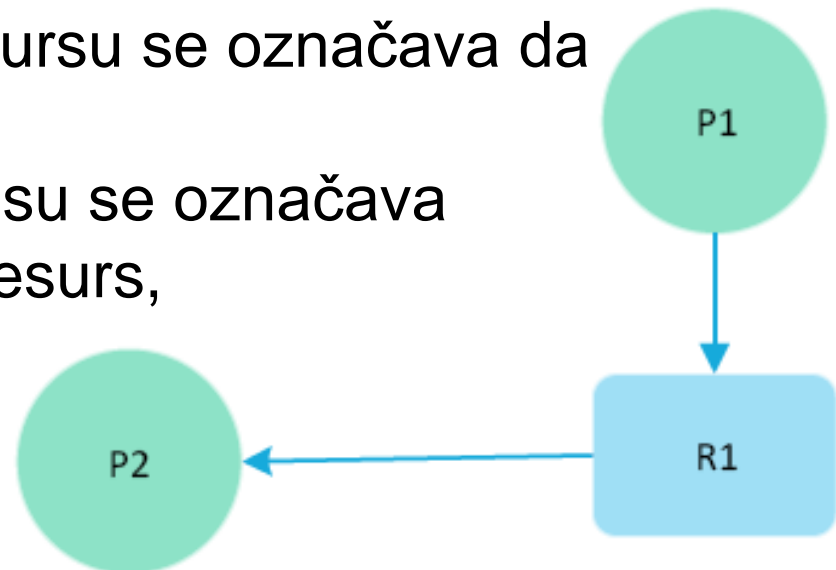 ursu se označava da
P1
su se označava
esurs,
P2
R1